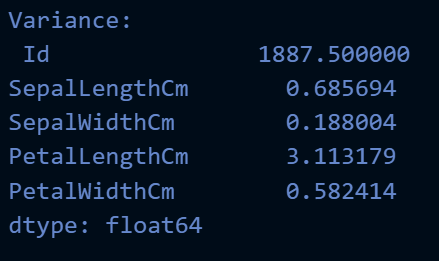 Variance:
 Id               1887.500000
SepalLengthCm       0.685694
SepalWidthCm        0.188004
PetalLengthCm       3.113179
PetalWidthCm        0.582414
dtype: float64